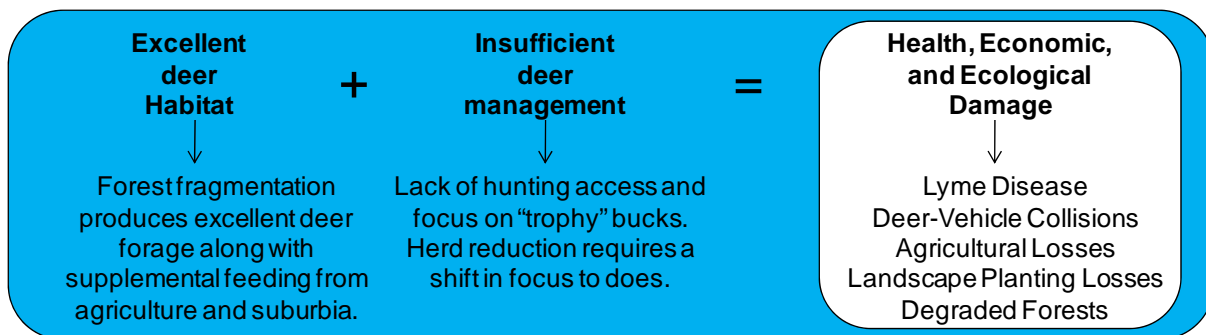 Excellent
deer
Habitat
Forest fragmentation
produces excellent deer
forage along with
supplemental feeding from
agriculture and suburbia.
+
Insufficient
deer
management
Lack of hunting access and
focus on “trophy” bucks.
Herd reduction requires a
shift in focus to does.
=
Health, Economic,
and Ecological
Damage
Lyme Disease
Deer-Vehicle Collisions
Agricultural Losses
Landscape Planting Losses
Degraded Forests